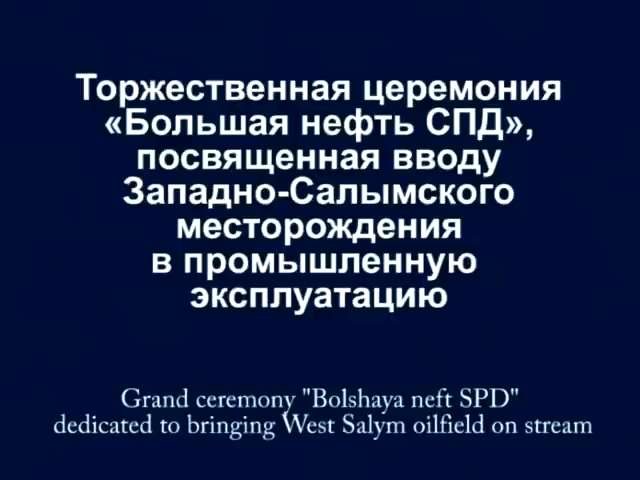 Торжественная церемония
«Большая нефть СПД»,
посвященная вводу
Западно-Салымского
месторождения
в промышленную
эксплуатацию
Grand ceremony "Bolshaya neft SPD"
dedicated to bringing West Salym oilfield on stream